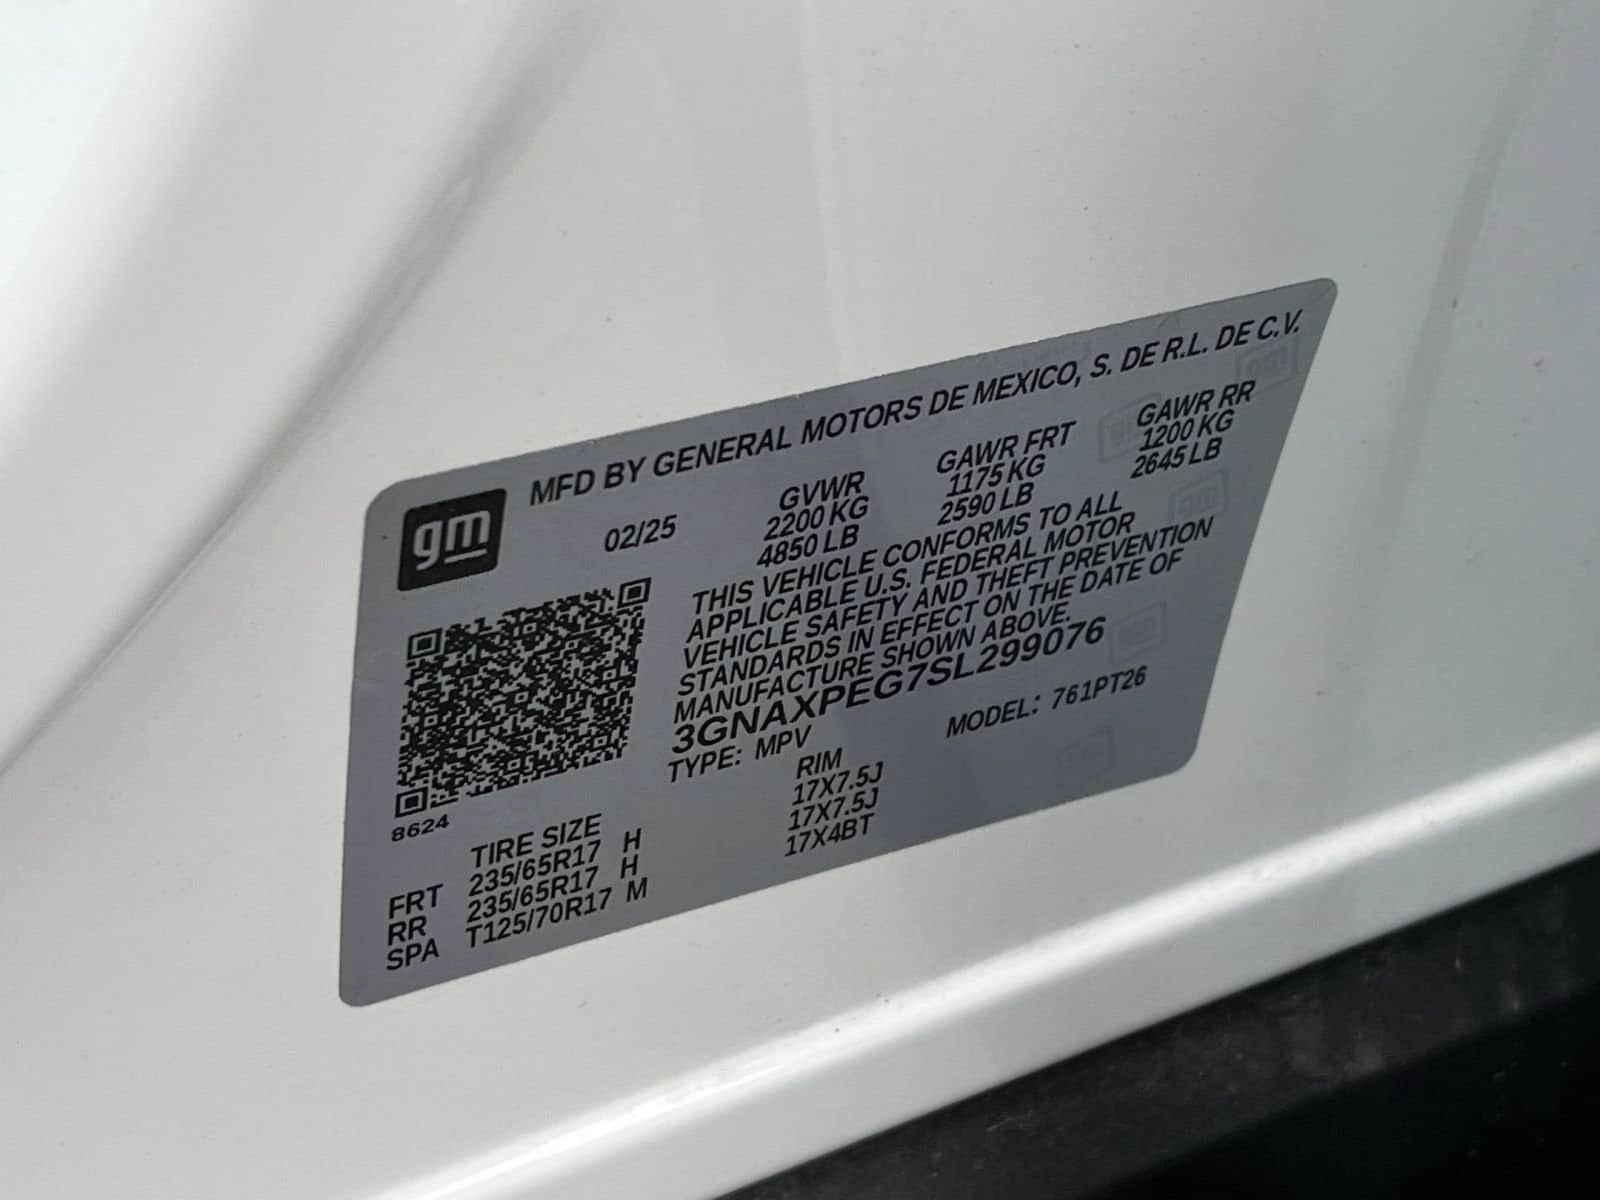 gm
MFD BY GENERAL MOTORS DE MEXICO, S. DE R.L. DE C.V.
02/25
GVWR GAWR FRT GAWR RR
2200 KG 1175 KG 1200 KG
4850 LB 2590 LB 2645 LB
THIS VEHICLE CONFORMS TO ALL
APPLICABLE U.S. FEDERAL MOTOR
VEHICLE SAFETY AND THEFT PREVENTION
STANDARDS IN EFFECT ON THE DATE OF
MANUFACTURE SHOWN ABOVE.
3GNAXPEG7SL299076
TYPE: MPV MODEL: 761PT26
8624
TIRE SIZE RIM
FRT 235/65R17 H 17X7.5J
RR 235/65R17 H 17X7.5J
SPA T125/70R17 M 17X4BT